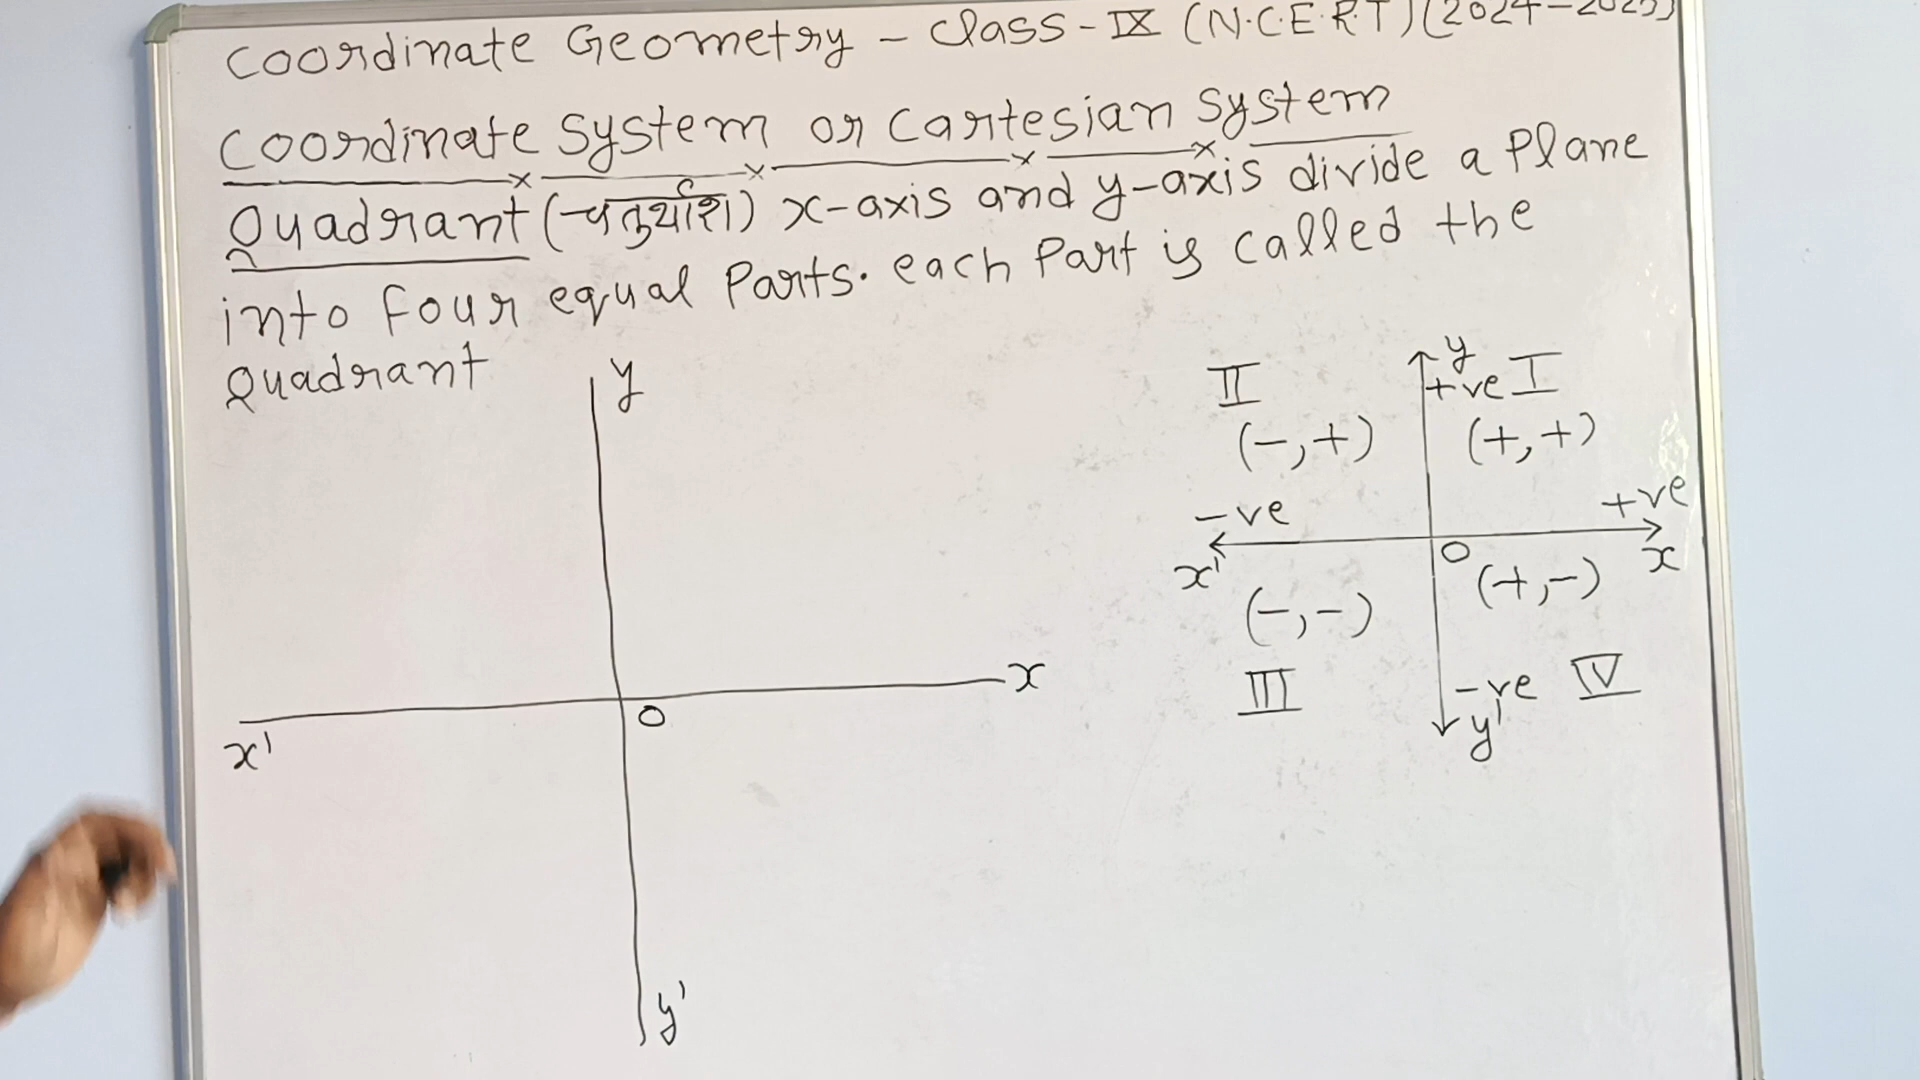 Coordinate Geometry - Class-IX (N.C.E.R.T) (2024-2025)
Coordinate System or Cartesian System
Quadrant (चतुर्थांश) x-axis and y-axis divide a Plane
into four equal Parts. each Part is called the
Quadrant
y
x
O
x'
y'
y
II +ve I
(-,+) (+,+)
-ve +ve
x' O x
(-,-) (+,-)
III -ve IV
y'